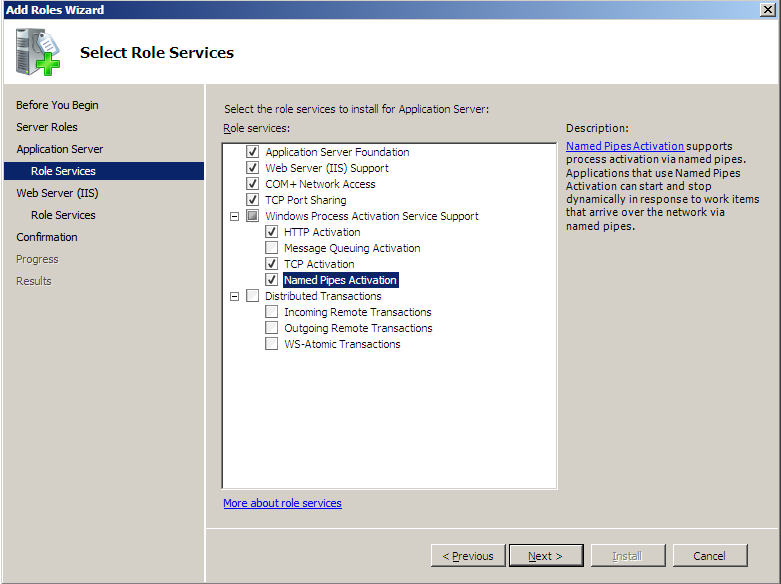 Add Roles Wizard
Select Role Services
Before You Begin
Server Roles
Application Server
Role Services
Web Server (IIS)
Role Services
Confirmation
Progress
Results
Select the role services to install for Application Server:
Role services:
Application Server Foundation
Web Server (IIS) Support
COM+ Network Access
TCP Port Sharing
Windows Process Activation Service Support
HTTP Activation
Message Queuing Activation
TCP Activation
Named Pipes Activation
Distributed Transactions
Incoming Remote Transactions
Outgoing Remote Transactions
WS-Atomic Transactions
More about role services
Description:
Named Pipes Activation supports
process activation via named pipes.
Applications that use Named Pipes
Activation can start and stop
dynamically in response to work items
that arrive over the network via
named pipes.
< Previous
Next >
Install
Cancel